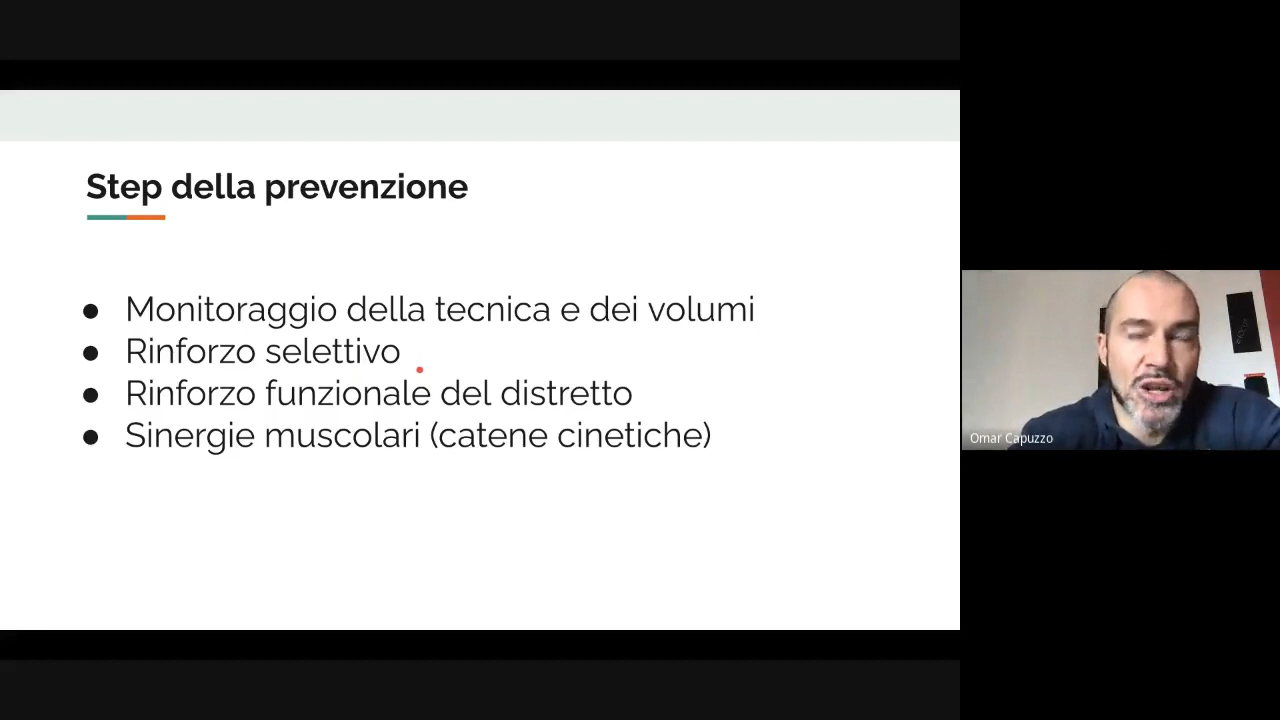 Step della prevenzione
● Monitoraggio della tecnica e dei volumi
● Rinforzo selettivo
● Rinforzo funzionale del distretto
● Sinergie muscolari (catene cinetiche)
Omar Capuzzo